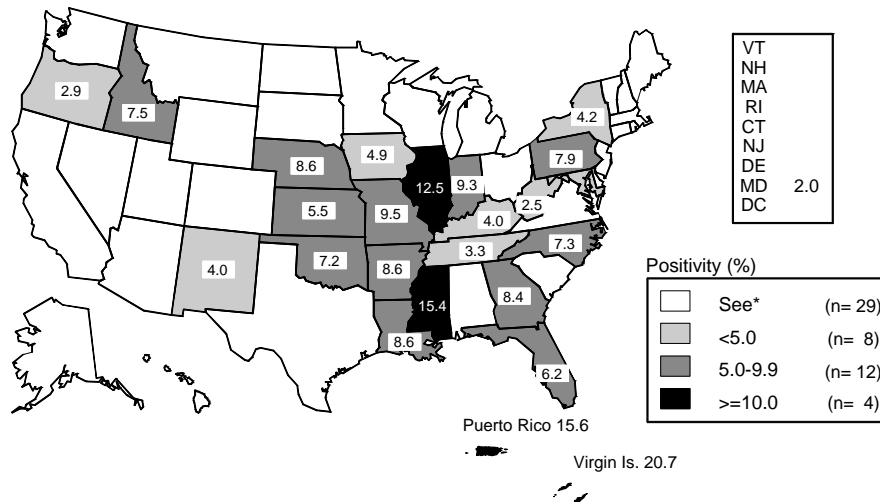 2.9
7.5
8.6
5.5
7.2
4.0
4.9
9.5
8.6
8.6
12.5
15.4
9.3
4.0
3.3
2.5
4.2
7.9
7.3
8.4
6.2
VT
NH
MA
RI
CT
NJ
DE
MD 2.0
DC
Positivity (%)
See* (n= 29)
<5.0 (n= 8)
5.0-9.9 (n= 12)
>=10.0 (n= 4)
Puerto Rico 15.6
Virgin Is. 20.7